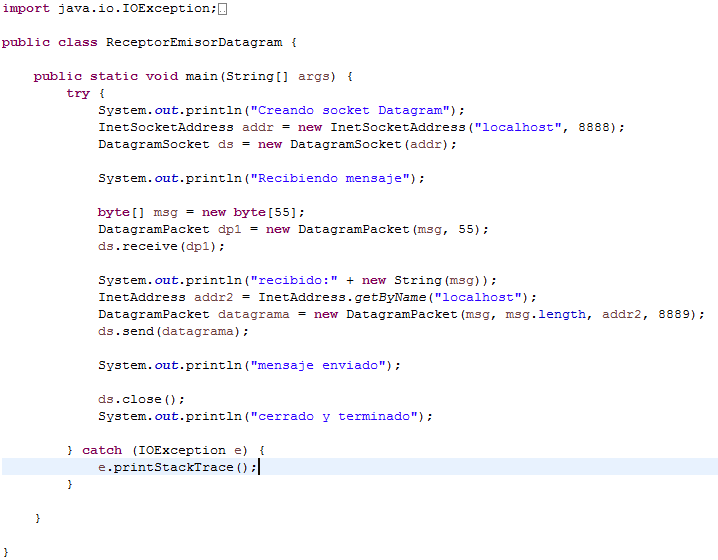 import java.io.IOException;
public class ReceptorEmisorDatagram {
public static void main(String[] args) {
try {
System.out.println("Creando socket Datagram");
InetSocketAddress addr = new InetSocketAddress("localhost", 8888);
DatagramSocket ds = new DatagramSocket(addr);
System.out.println("Recibiendo mensaje");
byte[] msg = new byte[55];
DatagramPacket dp1 = new DatagramPacket(msg, 55);
ds.receive(dp1);
System.out.println("recibido:" + new String(msg));
InetAddress addr2 = InetAddress.getByName("localhost");
DatagramPacket datagrama = new DatagramPacket(msg, msg.length, addr2, 8889);
ds.send(datagrama);
System.out.println("mensaje enviado");
ds.close();
System.out.println("cerrado y terminado");
} catch (IOException e) {
e.printStackTrace();
}
}
}